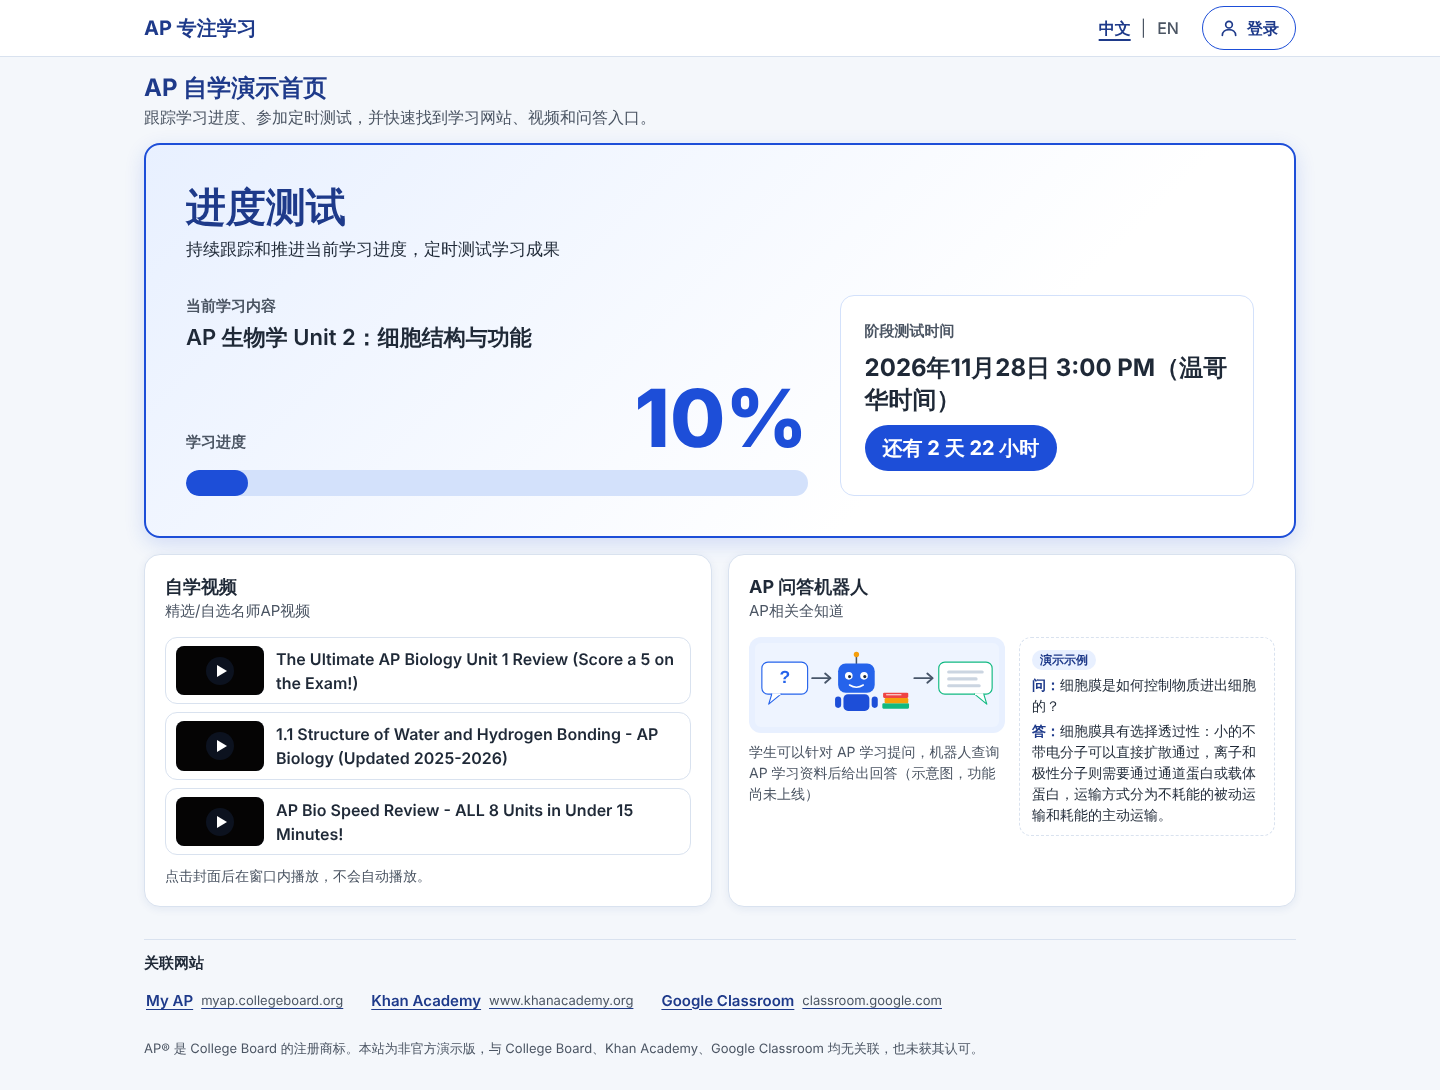 AP 专注学习
中文 | EN 登录
AP 自学演示首页
跟踪学习进度、参加定时测试，并快速找到学习网站、视频和问答入口。
进度测试
持续跟踪和推进当前学习进度，定时测试学习成果
当前学习内容
AP 生物学 Unit 2：细胞结构与功能
学习进度
10%
阶段测试时间
2026年11月28日 3:00 PM（温哥
华时间）
还有 2 天 22 小时
自学视频
精选/自选名师AP视频
The Ultimate AP Biology Unit 1 Review (Score a 5 on
the Exam!)
1.1 Structure of Water and Hydrogen Bonding - AP
Biology (Updated 2025-2026)
AP Bio Speed Review - ALL 8 Units in Under 15
Minutes!
点击封面后在窗口内播放，不会自动播放。
AP 问答机器人
AP相关全知道
?
学生可以针对 AP 学习提问，机器人查询
AP 学习资料后给出回答（示意图，功能
尚未上线）
演示示例
问：细胞膜是如何控制物质进出细胞
的？
答：细胞膜具有选择透过性：小的不
带电分子可以直接扩散通过，离子和
极性分子则需要通过通道蛋白或载体
蛋白，运输方式分为不耗能的被动运
输和耗能的主动运输。
关联网站
My AP myap.collegeboard.org Khan Academy www.khanacademy.org Google Classroom classroom.google.com
AP® 是 College Board 的注册商标。本站为非官方演示版，与 College Board、Khan Academy、Google Classroom 均无关联，也未获其认可。